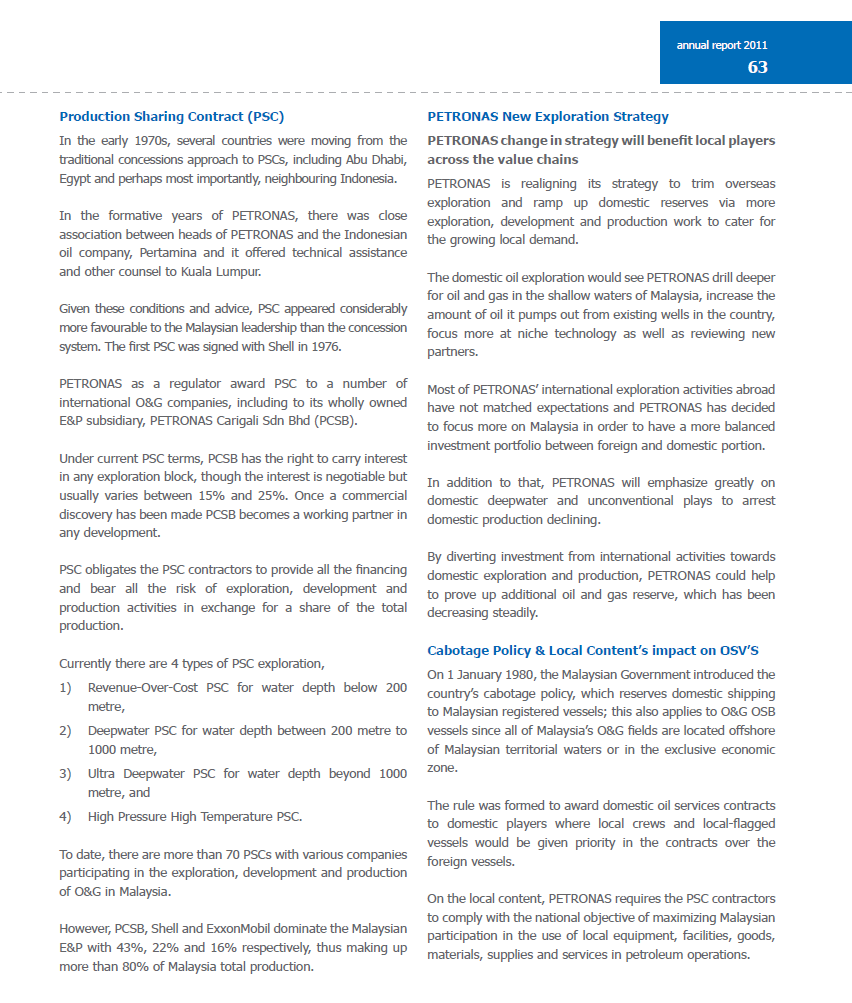 annual report 2011
63
Production Sharing Contract (PSC)
In the early 1970s, several countries were moving from the
traditional concessions approach to PSCs, including Abu Dhabi,
Egypt and perhaps most importantly, neighbouring Indonesia.
In the formative years of PETRONAS, there was close
association between heads of PETRONAS and the Indonesian
oil company, Pertamina and it offered technical assistance
and other counsel to Kuala Lumpur.
Given these conditions and advice, PSC appeared considerably
more favourable to the Malaysian leadership than the concession
system. The first PSC was signed with Shell in 1976.
PETRONAS as a regulator award PSC to a number of
international O&G companies, including to its wholly owned
E&P subsidiary, PETRONAS Carigali Sdn Bhd (PCSB).
Under current PSC terms, PCSB has the right to carry interest
in any exploration block, though the interest is negotiable but
usually varies between 15% and 25%. Once a commercial
discovery has been made PCSB becomes a working partner in
any development.
PSC obligates the PSC contractors to provide all the financing
and bear all the risk of exploration, development and
production activities in exchange for a share of the total
production.
Currently there are 4 types of PSC exploration,
1) Revenue-Over-Cost PSC for water depth below 200
metre,
2) Deepwater PSC for water depth between 200 metre to
1000 metre,
3) Ultra Deepwater PSC for water depth beyond 1000
metre, and
4) High Pressure High Temperature PSC.
To date, there are more than 70 PSCs with various companies
participating in the exploration, development and production
of O&G in Malaysia.
However, PCSB, Shell and ExxonMobil dominate the Malaysian
E&P with 43%, 22% and 16% respectively, thus making up
more than 80% of Malaysia total production.
PETRONAS New Exploration Strategy
PETRONAS change in strategy will benefit local players
across the value chains
PETRONAS is realigning its strategy to trim overseas
exploration and ramp up domestic reserves via more
exploration, development and production work to cater for
the growing local demand.
The domestic oil exploration would see PETRONAS drill deeper
for oil and gas in the shallow waters of Malaysia, increase the
amount of oil it pumps out from existing wells in the country,
focus more at niche technology as well as reviewing new
partners.
Most of PETRONAS' international exploration activities abroad
have not matched expectations and PETRONAS has decided
to focus more on Malaysia in order to have a more balanced
investment portfolio between foreign and domestic portion.
In addition to that, PETRONAS will emphasize greatly on
domestic deepwater and unconventional plays to arrest
domestic production declining.
By diverting investment from international activities towards
domestic exploration and production, PETRONAS could help
to prove up additional oil and gas reserve, which has been
decreasing steadily.
Cabotage Policy & Local Content's impact on OSV'S
On 1 January 1980, the Malaysian Government introduced the
country's cabotage policy, which reserves domestic shipping
to Malaysian registered vessels; this also applies to O&G OSB
vessels since all of Malaysia's O&G fields are located offshore
of Malaysian territorial waters or in the exclusive economic
zone.
The rule was formed to award domestic oil services contracts
to domestic players where local crews and local-flagged
vessels would be given priority in the contracts over the
foreign vessels.
On the local content, PETRONAS requires the PSC contractors
to comply with the national objective of maximizing Malaysian
participation in the use of local equipment, facilities, goods,
materials, supplies and services in petroleum operations.